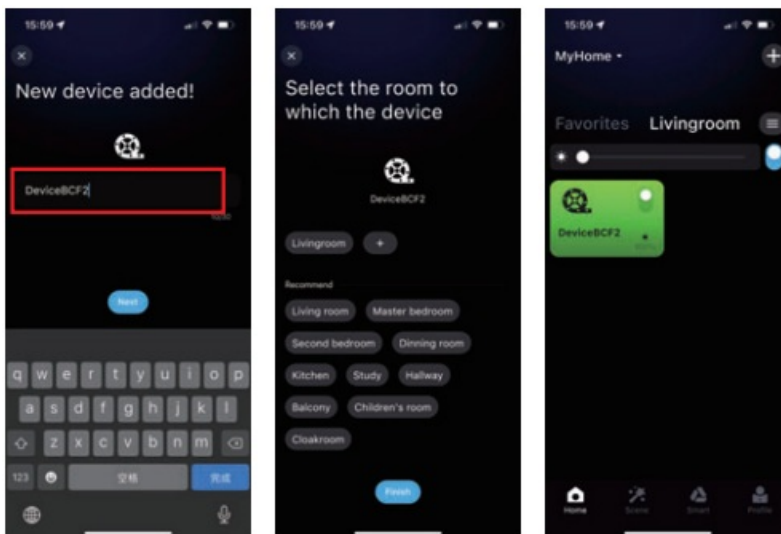 15:59
New device added!
DeviceBCF2
Next
q w e r t y u i o p
a s d f g h j k l
z x c v b n m
123
空格
完成
15:59
Select the room to
which the device
DeviceBCF2
Livingroom +
Recommend
Living room Master bedroom
Second bedroom Dinning room
Kitchen Study Hallway
Balcony Children's room
Cloakroom
Finish
15:59
MyHome
Favorites Livingroom
DeviceBCF2
Home Scene Smart Profile